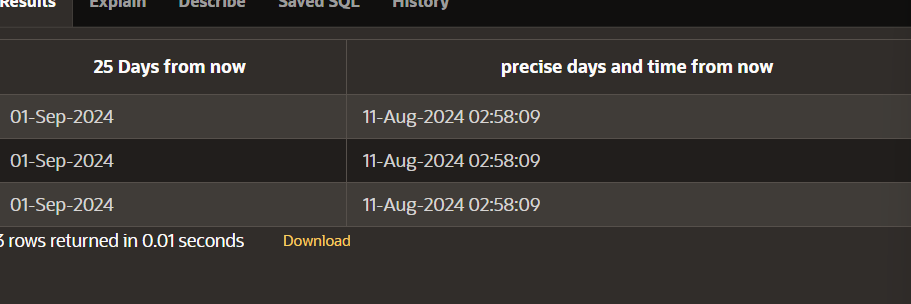 Results Explain Describe Saved SQL History
25 Days from now precise days and time from now
01-Sep-2024 11-Aug-2024 02:58:09
01-Sep-2024 11-Aug-2024 02:58:09
01-Sep-2024 11-Aug-2024 02:58:09
3 rows returned in 0.01 seconds Download